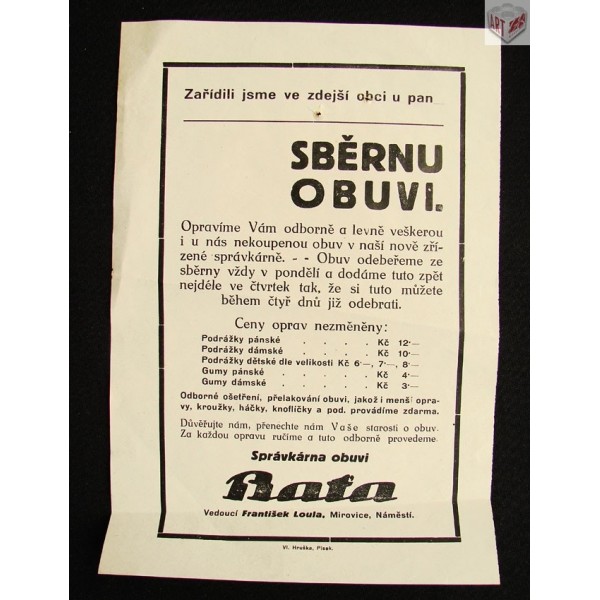 ART
Zařídili jsme ve zdejší obci u pan
SBĚRNU
OBUVI.
Opravíme Vám odborně a levně veškerou
i u nás nekoupenou obuv v naší nově zří-
zené správkárně. - - Obuv odebeřeme ze
sběrny vždy v pondělí a dodáme tuto zpět
nejdéle ve čtvrtek tak, že si tuto můžete
během čtyř dnů již odebrati.
Ceny oprav nezměněny:
Podrážky pánské . . . . Kč 12·—
Podrážky dámské . . . . Kč 10·—
Podrážky dětské dle velikosti Kč 6·—, 7·—, 8·—
Gumy pánské . . . . Kč 4·—
Gumy dámské . . . . Kč 3·—
Odborné ošetření, přelakování obuvi, jakož i menší opra-
vy, kroužky, háčky, knoflíčky a pod. provádíme zdarma.
Důvěřujte nám, přenechte nám Vaše starosti o obuv.
Za každou opravu ručíme a tuto odborně provedeme.
Správkárna obuvi
Baťa
Vedoucí František Loula, Mirovice, Náměstí.
Vl. Hruška, Písek.